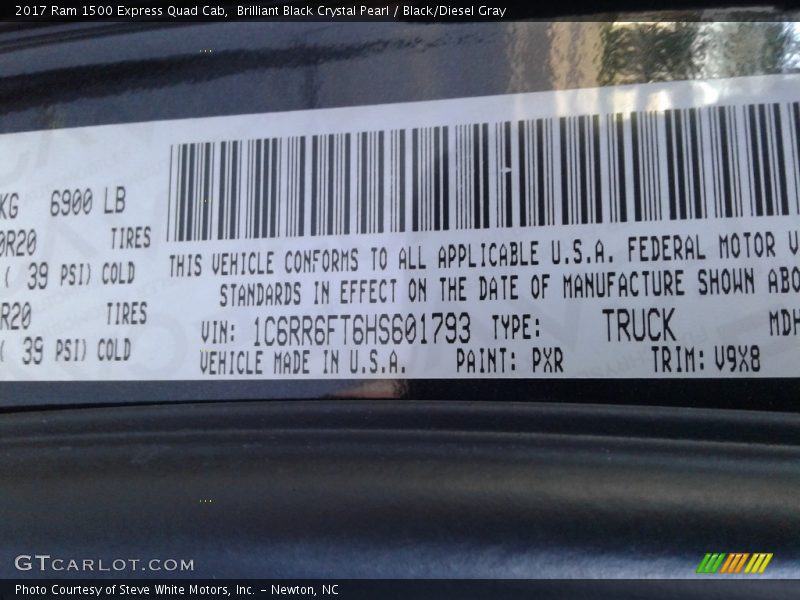 2017 Ram 1500 Express Quad Cab,  Brilliant Black Crystal Pearl / Black/Diesel Gray
KG 6900 LB
0R20 TIRES
( 39 PSI) COLD
R20 TIRES
( 39 PSI) COLD
THIS VEHICLE CONFORMS TO ALL APPLICABLE U.S.A. FEDERAL MOTOR V
STANDARDS IN EFFECT ON THE DATE OF MANUFACTURE SHOWN ABO
VIN: 1C6RR6FT6HS601793 TYPE: TRUCK MDH
VEHICLE MADE IN U.S.A. PAINT: PXR TRIM: V9X8
GTCARLOT.COM
Photo Courtesy of Steve White Motors, Inc. – Newton, NC